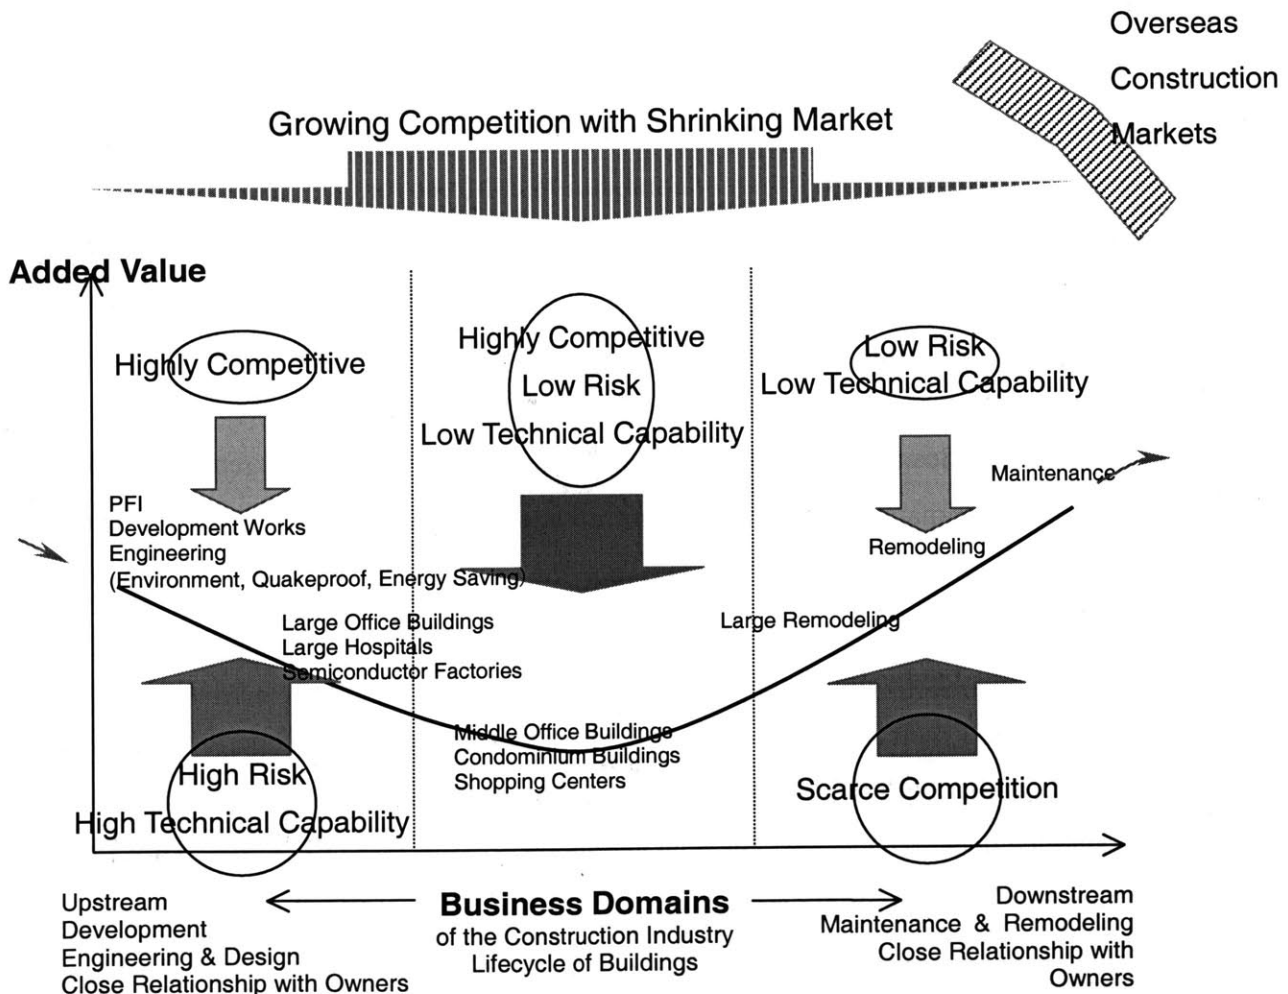 Overseas
Construction
Markets
Growing Competition with Shrinking Market
Added Value
Highly Competitive
Highly Competitive
Low Risk
Low Technical Capability
Low Risk
Low Technical Capability
Maintenance
PFI
Development Works
Engineering
(Environment, Quakeproof, Energy Saving)
Remodeling
Large Office Buildings
Large Hospitals
Semiconductor Factories
Large Remodeling
Middle Office Buildings
Condominium Buildings
Shopping Centers
High Risk
High Technical Capability
Scarce Competition
Upstream
Development
Engineering & Design
Close Relationship with Owners
Business Domains
of the Construction Industry
Lifecycle of Buildings
Downstream
Maintenance & Remodeling
Close Relationship with
Owners